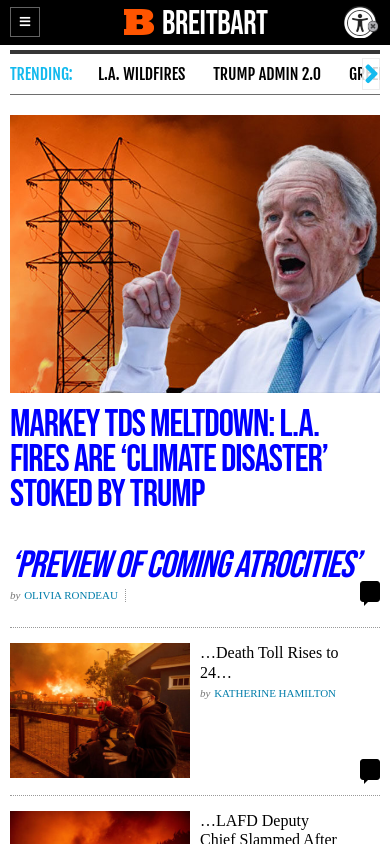 B BREITBART
TRENDING: L.A. WILDFIRES TRUMP ADMIN 2.0
MARKEY TDS MELTDOWN: L.A.
FIRES ARE ‘CLIMATE DISASTER’
STOKED BY TRUMP
‘PREVIEW OF COMING ATROCITIES’
by OLIVIA RONDEAU
…Death Toll Rises to
24…
by KATHERINE HAMILTON
…LAFD Deputy
Chief Slammed After